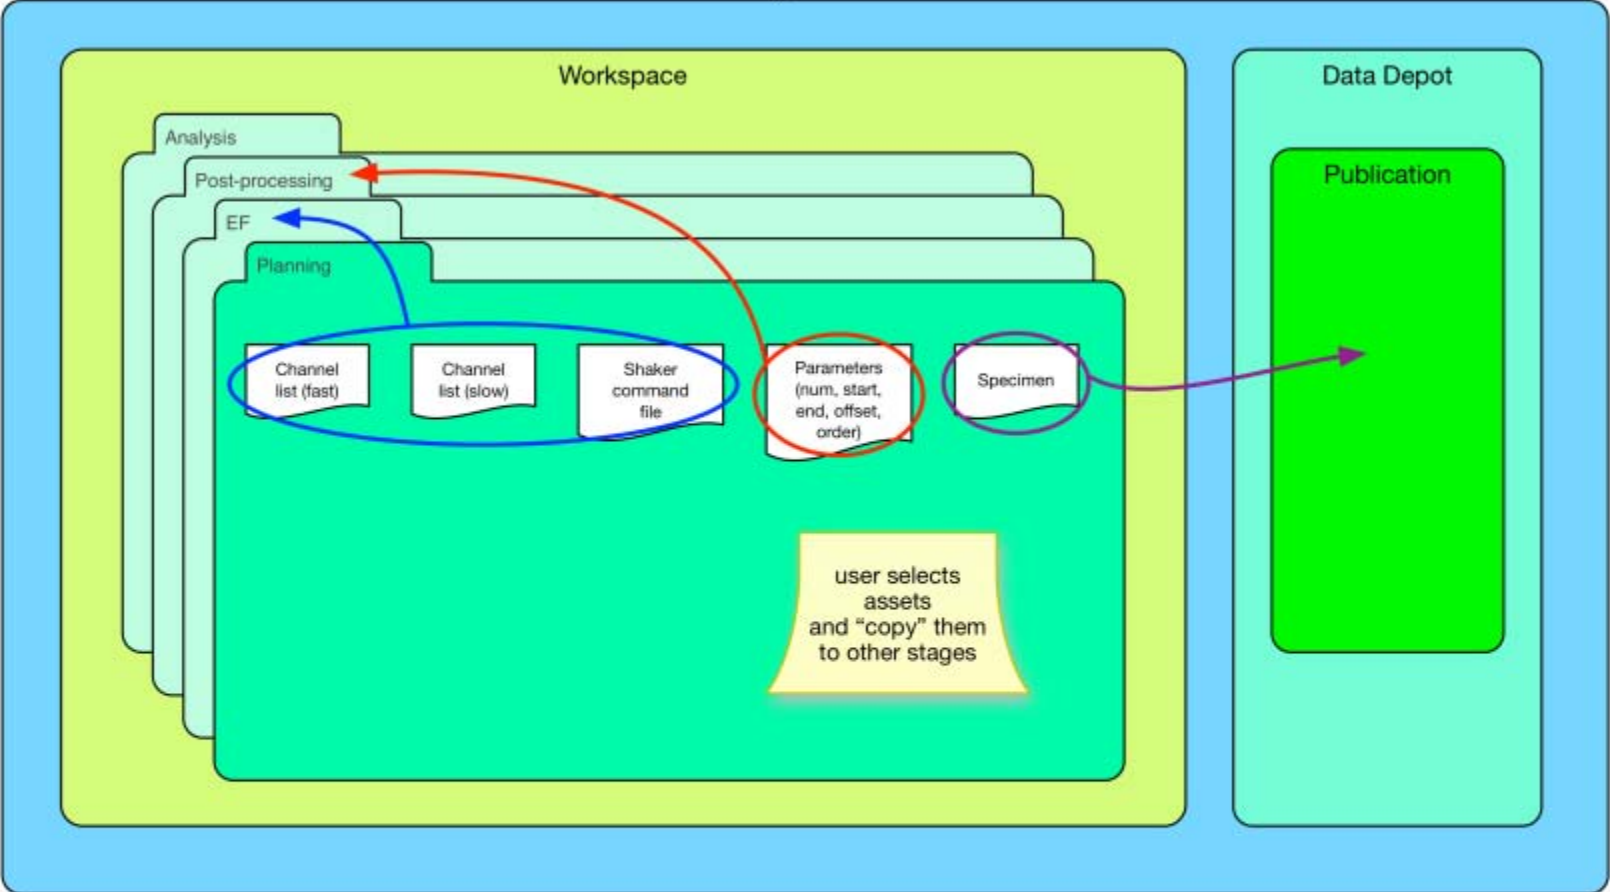 Workspace
Data Depot
Analysis
Post-processing
EF
Planning
Publication
Channel
list (fast)
Channel
list (slow)
Shaker
command
file
Parameters
(num, start,
end, offset,
order)
Specimen
user selects
assets
and “copy” them
to other stages